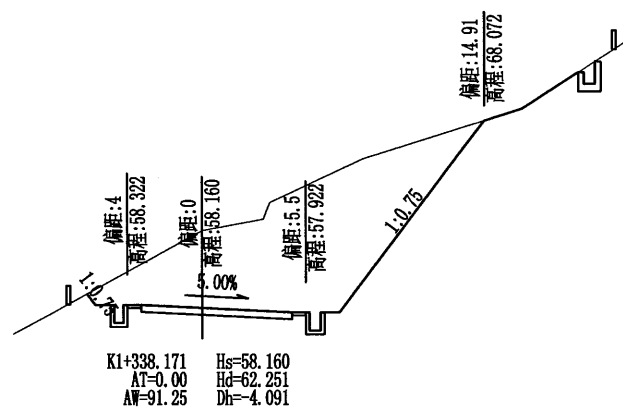 偏距:14.91
高程:68.072
偏距:4
高程:58.322
偏距:0
高程:58.160
偏距:5.5
高程:57.922
1:0.75
1:0.75
5.00%
K1+338.171 Hs=58.160
AT=0.00 Hd=62.251
AW=91.25 Dh=-4.091